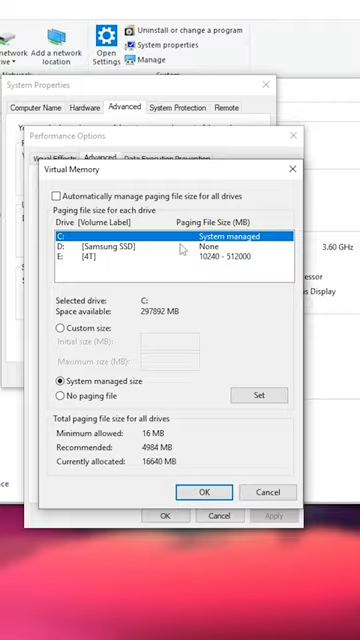 Uninstall or change a program
System properties
Manage
Add a network
location
Open
Settings
System Properties
Computer Name
Hardware
Advanced
System Protection
Remote
Performance Options
Visual Effects
Advanced
Data Execution Prevention
Virtual Memory
Automatically manage paging file size for all drives
Paging file size for each drive
Drive [Volume Label] Paging File Size (MB)
C: System managed
D: [Samsung SSD] None
E: [4T] 10240 - 512000
3.60 GHz
Selected drive: C:
Space available: 297892 MB
Custom size:
Initial size (MB):
Maximum size (MB):
System managed size
No paging file
Set
Total paging file size for all drives
Minimum allowed: 16 MB
Recommended: 4984 MB
Currently allocated: 16640 MB
OK
Cancel
OK
Cancel
Apply